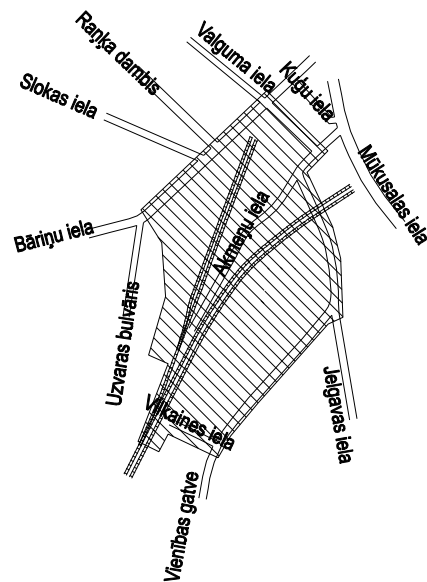 Raņķa dambis
Valguma iela
Kuģu iela
Slokas iela
Mūkusalas iela
Akmeņu iela
Bāriņu iela
Uzvaras bulvāris
Jelgavas iela
Vilkaines iela
Vienības gatve